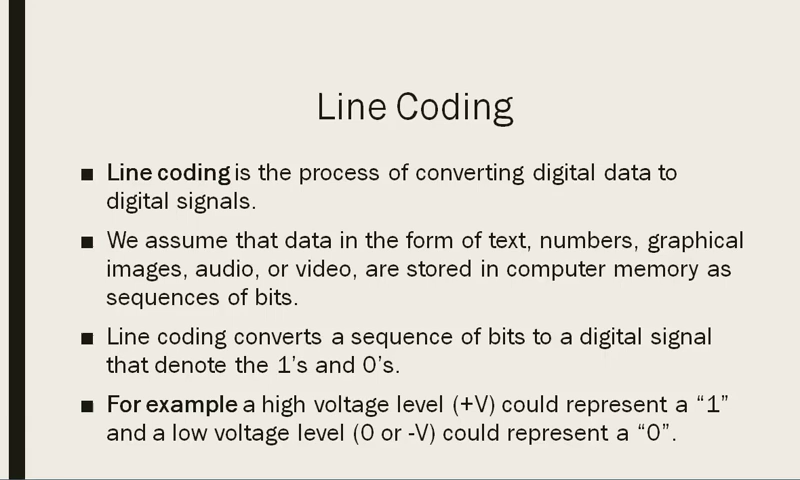 Line Coding
■ Line coding is the process of converting digital data to
digital signals.
■ We assume that data in the form of text, numbers, graphical
images, audio, or video, are stored in computer memory as
sequences of bits.
■ Line coding converts a sequence of bits to a digital signal
that denote the 1’s and 0’s.
■ For example a high voltage level (+V) could represent a “1”
and a low voltage level (0 or -V) could represent a “0”.